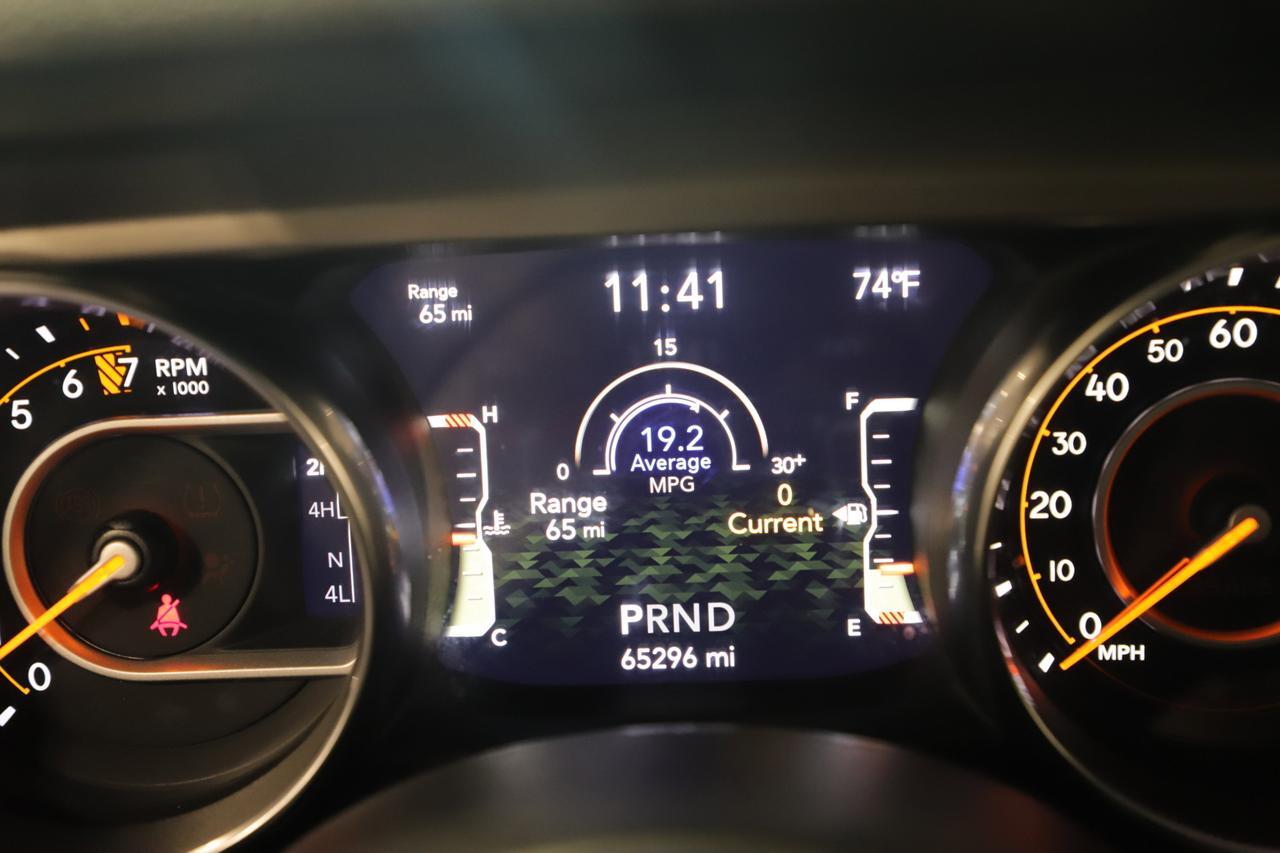 Range
65 mi
11:41
74°F
15
0
30+
19.2
Average
MPG
Range
65 mi
0
Current
H
C
F
E
PRND
65296 mi
5
6
7
RPM
x 1000
0
4H
N
4L
60
50
40
30
20
10
0
MPH